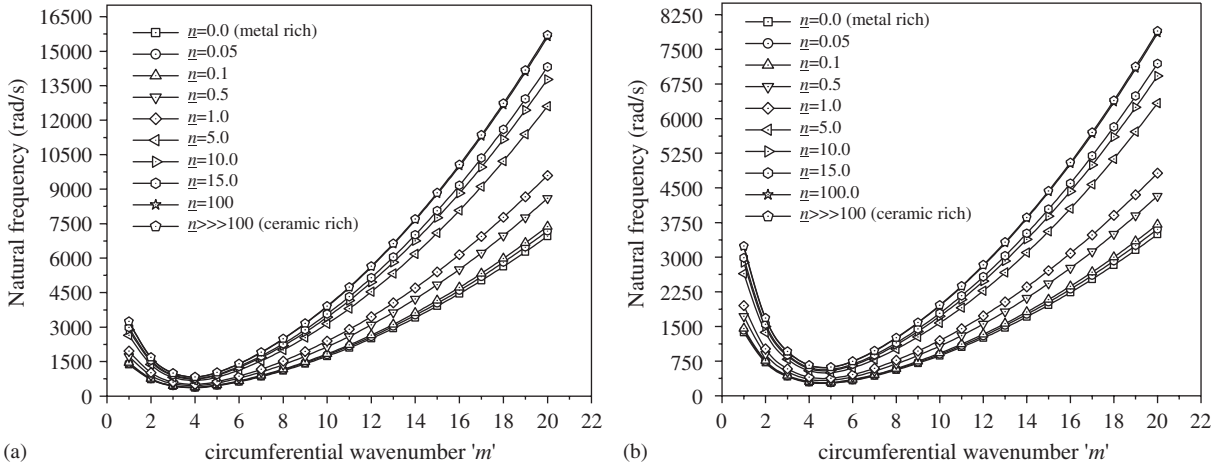 16500
15000
13500
12000
10500
9000
7500
6000
4500
3000
1500
0
Natural frequency (rad/s)
n=0.0 (metal rich)
n=0.05
n=0.1
n=0.5
n=1.0
n=5.0
n=10.0
n=15.0
n=100
n>>>100 (ceramic rich)
0 2 4 6 8 10 12 14 16 18 20 22
(a) circumferential wavenumber 'm'
8250
7500
6750
6000
5250
4500
3750
3000
2250
1500
750
0
Natural frequency (rad/s)
n=0.0 (metal rich)
n=0.05
n=0.1
n=0.5
n=1.0
n=5.0
n=10.0
n=15.0
n=100.0
n>>>100 (ceramic rich)
0 2 4 6 8 10 12 14 16 18 20 22
(b) circumferential wavenumber 'm'